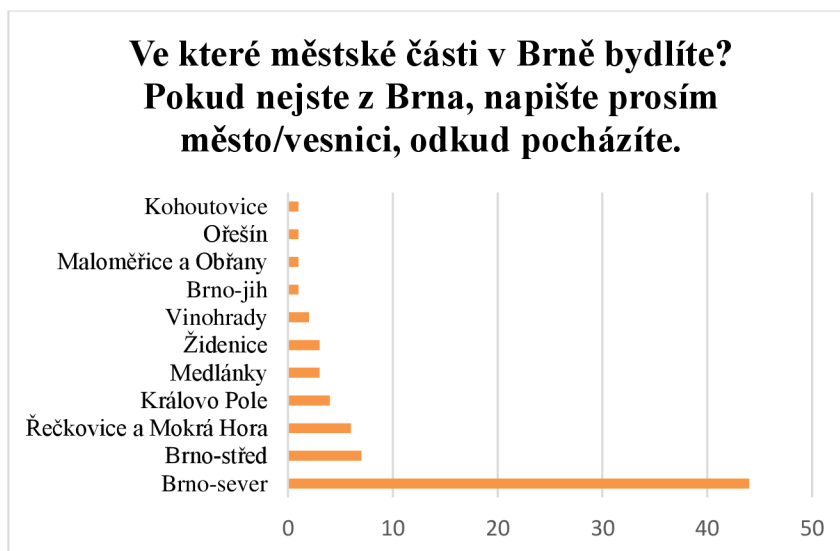 Ve které městské části v Brně bydlíte?
Pokud nejste z Brna, napište prosím
město/vesnici, odkud pocházíte.
Kohoutovice
Ořešín
Maloměřice a Obřany
Brno-jih
Vinohrady
Židenice
Medlánky
Královo Pole
Řečkovice a Mokrá Hora
Brno-střed
Brno-sever
0 10 20 30 40 50